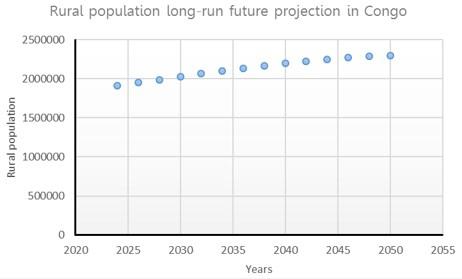 Rural population long-run future projection in Congo
2500000
2000000
1500000
1000000
500000
0
Rural population
2020 2025 2030 2035 2040 2045 2050 2055
Years